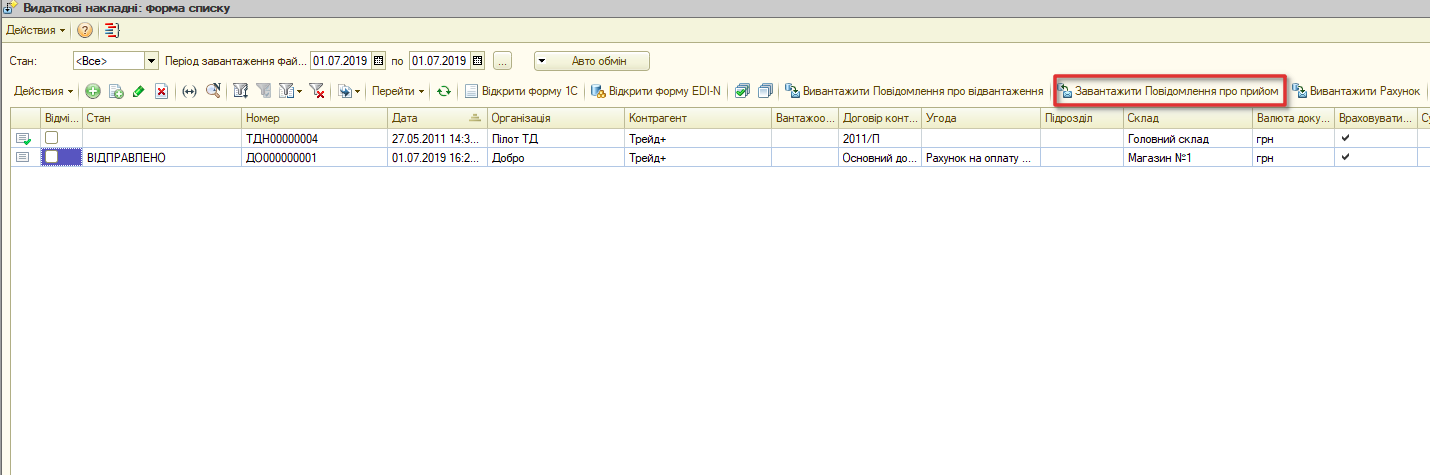 Видаткові накладні: форма списку
Действия
Стан: <Все> Період завантаження фай... 01.07.2019 по 01.07.2019 ... Авто обмін
Действия Перейти Відкрити форму 1С Відкрити форму EDI-N Вивантажити Повідомлення про відвантаження Завантажити Повідомлення про прийом Вивантажити Рахунок
Відмі... Стан Номер Дата Організація Контрагент Вантажоо... Договір конт... Угода Підрозділ Склад Валюта доку... Враховувати... Су
ТДН00000004 27.05.2011 14:3... Пілот ТД Трейд+ 2011/П Головний склад грн
ВІДПРАВЛЕНО ДО000000001 01.07.2019 16:2... Добро Трейд+ Основний до... Рахунок на оплату ... Магазин №1 грн